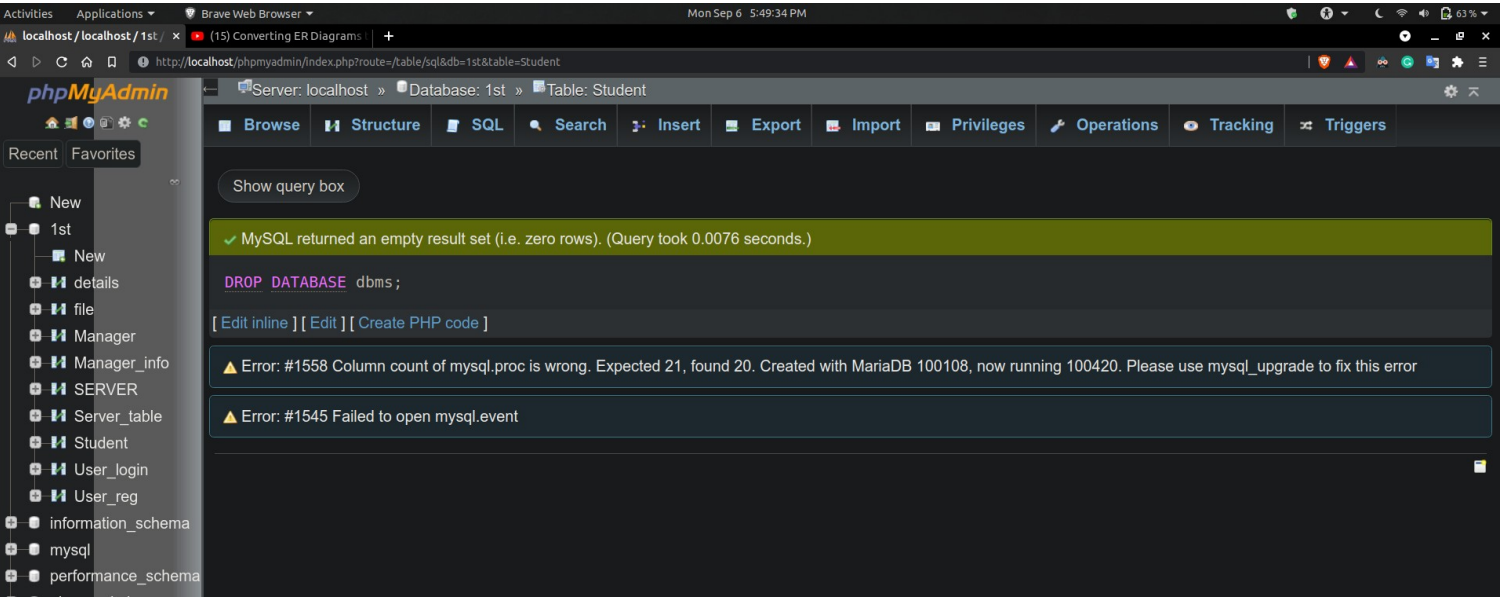 Activities Applications Brave Web Browser Mon Sep 6 5:49:34 PM 63 %
localhost / localhost / 1st / (15) Converting ER Diagrams t
http://localhost/phpmyadmin/index.php?route=/table/sql&db=1st&table=Student
phpMyAdmin
Server: localhost » Database: 1st » Table: Student
Browse Structure SQL Search Insert Export Import Privileges Operations Tracking Triggers
Recent Favorites
Show query box
New
1st
New
details
file
Manager
Manager_info
SERVER
Server_table
Student
User_login
User_reg
information_schema
mysql
performance_schema
MySQL returned an empty result set (i.e. zero rows). (Query took 0.0076 seconds.)
DROP DATABASE dbms;
[ Edit inline ] [ Edit ] [ Create PHP code ]
Error: #1558 Column count of mysql.proc is wrong. Expected 21, found 20. Created with MariaDB 100108, now running 100420. Please use mysql_upgrade to fix this error
Error: #1545 Failed to open mysql.event